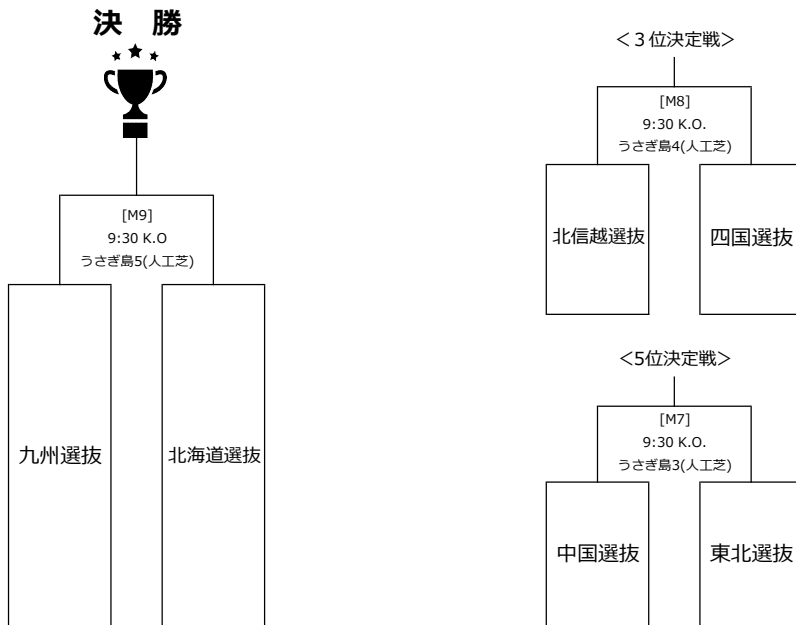 決 勝
[M9]
9:30 K.O
うさぎ島5(人工芝)
九州選抜
北海道選抜
＜３位決定戦＞
[M8]
9:30 K.O.
うさぎ島4(人工芝)
北信越選抜
四国選抜
＜5位決定戦＞
[M7]
9:30 K.O.
うさぎ島3(人工芝)
中国選抜
東北選抜